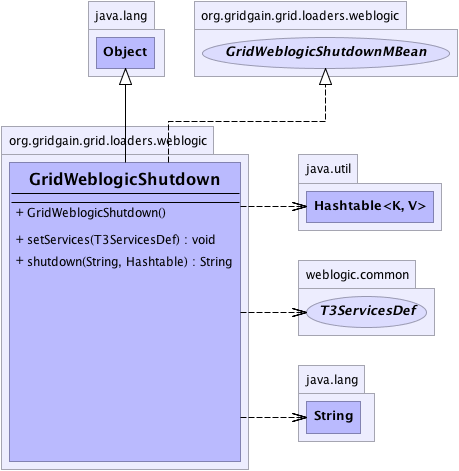 java.lang
Object
org.gridgain.grid.loaders.weblogic
GridWeblogicShutdownMBean
org.gridgain.grid.loaders.weblogic
GridWeblogicShutdown
+ GridWeblogicShutdown()
+ setServices(T3ServicesDef) : void
+ shutdown(String, Hashtable) : String
java.util
Hashtable<K, V>
weblogic.common
T3ServicesDef
java.lang
String